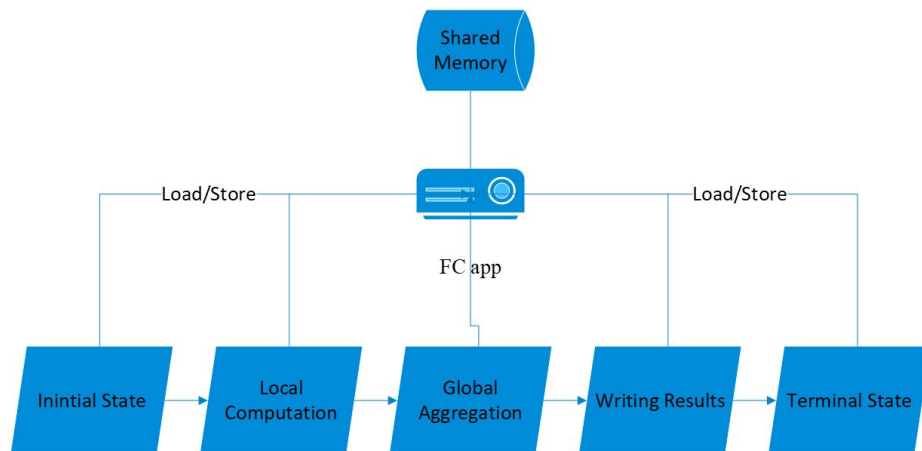 Shared
Memory
Load/Store
Load/Store
FC app
Inintial State
Local
Computation
Global
Aggregation
Writing Results
Terminal State